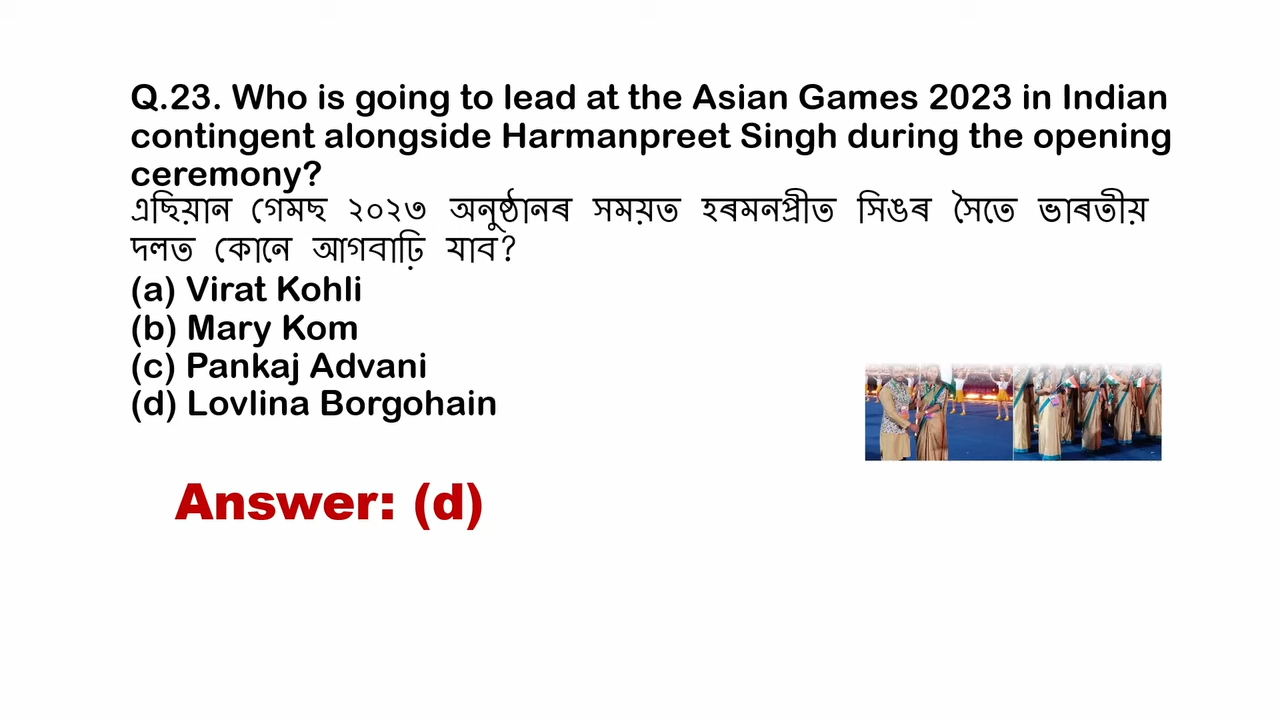 Q.23. Who is going to lead at the Asian Games 2023 in Indian
contingent alongside Harmanpreet Singh during the opening
ceremony?
এছিয়ান গেমছ ২০২৩ অনুষ্ঠানৰ সময়ত হৰমনপ্ৰীত সিঙৰ সৈতে ভাৰতীয়
দলত কোনে আগবাঢ়ি যাব?
(a) Virat Kohli
(b) Mary Kom
(c) Pankaj Advani
(d) Lovlina Borgohain
Answer: (d)